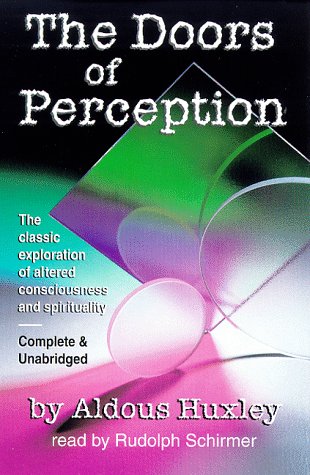 The Doors
of
Perception
The
classic
exploration
of altered
consciousness
and spirituality
Complete &
Unabridged
by Aldous Huxley
read by Rudolph Schirmer